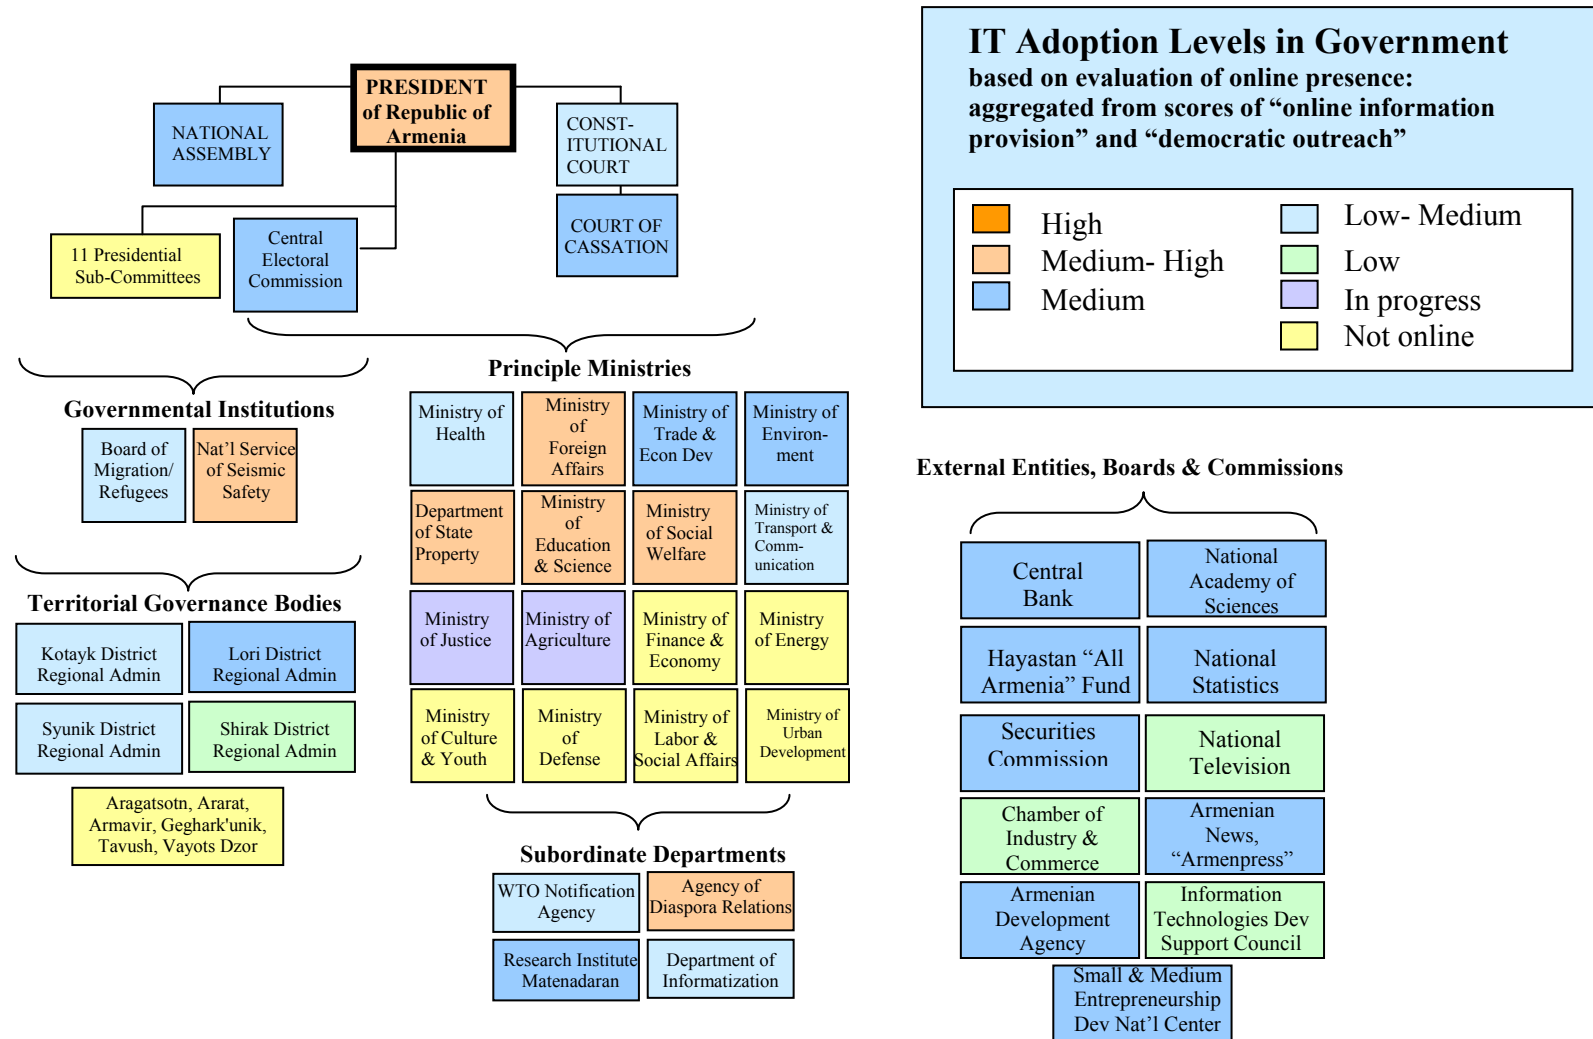 PRESIDENT
of Republic of
Armenia
NATIONAL
ASSEMBLY
CONST-
ITUTIONAL
COURT
COURT OF
CASSATION
11 Presidential
Sub-Committees
Central
Electoral
Commission
IT Adoption Levels in Government
based on evaluation of online presence:
aggregated from scores of “online information
provision” and “democratic outreach”
High
Medium- High
Medium
Low- Medium
Low
In progress
Not online
Governmental Institutions
Board of
Migration/
Refugees
Nat’l Service
of Seismic
Safety
Territorial Governance Bodies
Kotayk District
Regional Admin
Lori District
Regional Admin
Syunik District
Regional Admin
Shirak District
Regional Admin
Aragatsotn, Ararat,
Armavir, Geghark'unik,
Tavush, Vayots Dzor
Principle Ministries
Ministry of
Health
Ministry
of
Foreign
Affairs
Ministry of
Trade &
Econ Dev
Ministry of
Environ-
ment
Department
of State
Property
Ministry
of
Education
& Science
Ministry
of Social
Welfare
Ministry of
Transport &
Comm-
unication
Ministry
of Justice
Ministry of
Agriculture
Ministry of
Finance &
Economy
Ministry
of Energy
Ministry
of Culture
& Youth
Ministry
of
Defense
Ministry of
Labor &
Social Affairs
Ministry of
Urban
Development
Subordinate Departments
WTO Notification
Agency
Agency of
Diaspora Relations
Research Institute
Matenadaran
Department of
Informatization
External Entities, Boards & Commissions
Central
Bank
National
Academy of
Sciences
Hayastan “All
Armenia” Fund
National
Statistics
Securities
Commission
National
Television
Chamber of
Industry &
Commerce
Armenian
News,
“Armenpress”
Armenian
Development
Agency
Information
Technologies Dev
Support Council
Small & Medium
Entrepreneurship
Dev Nat’l Center